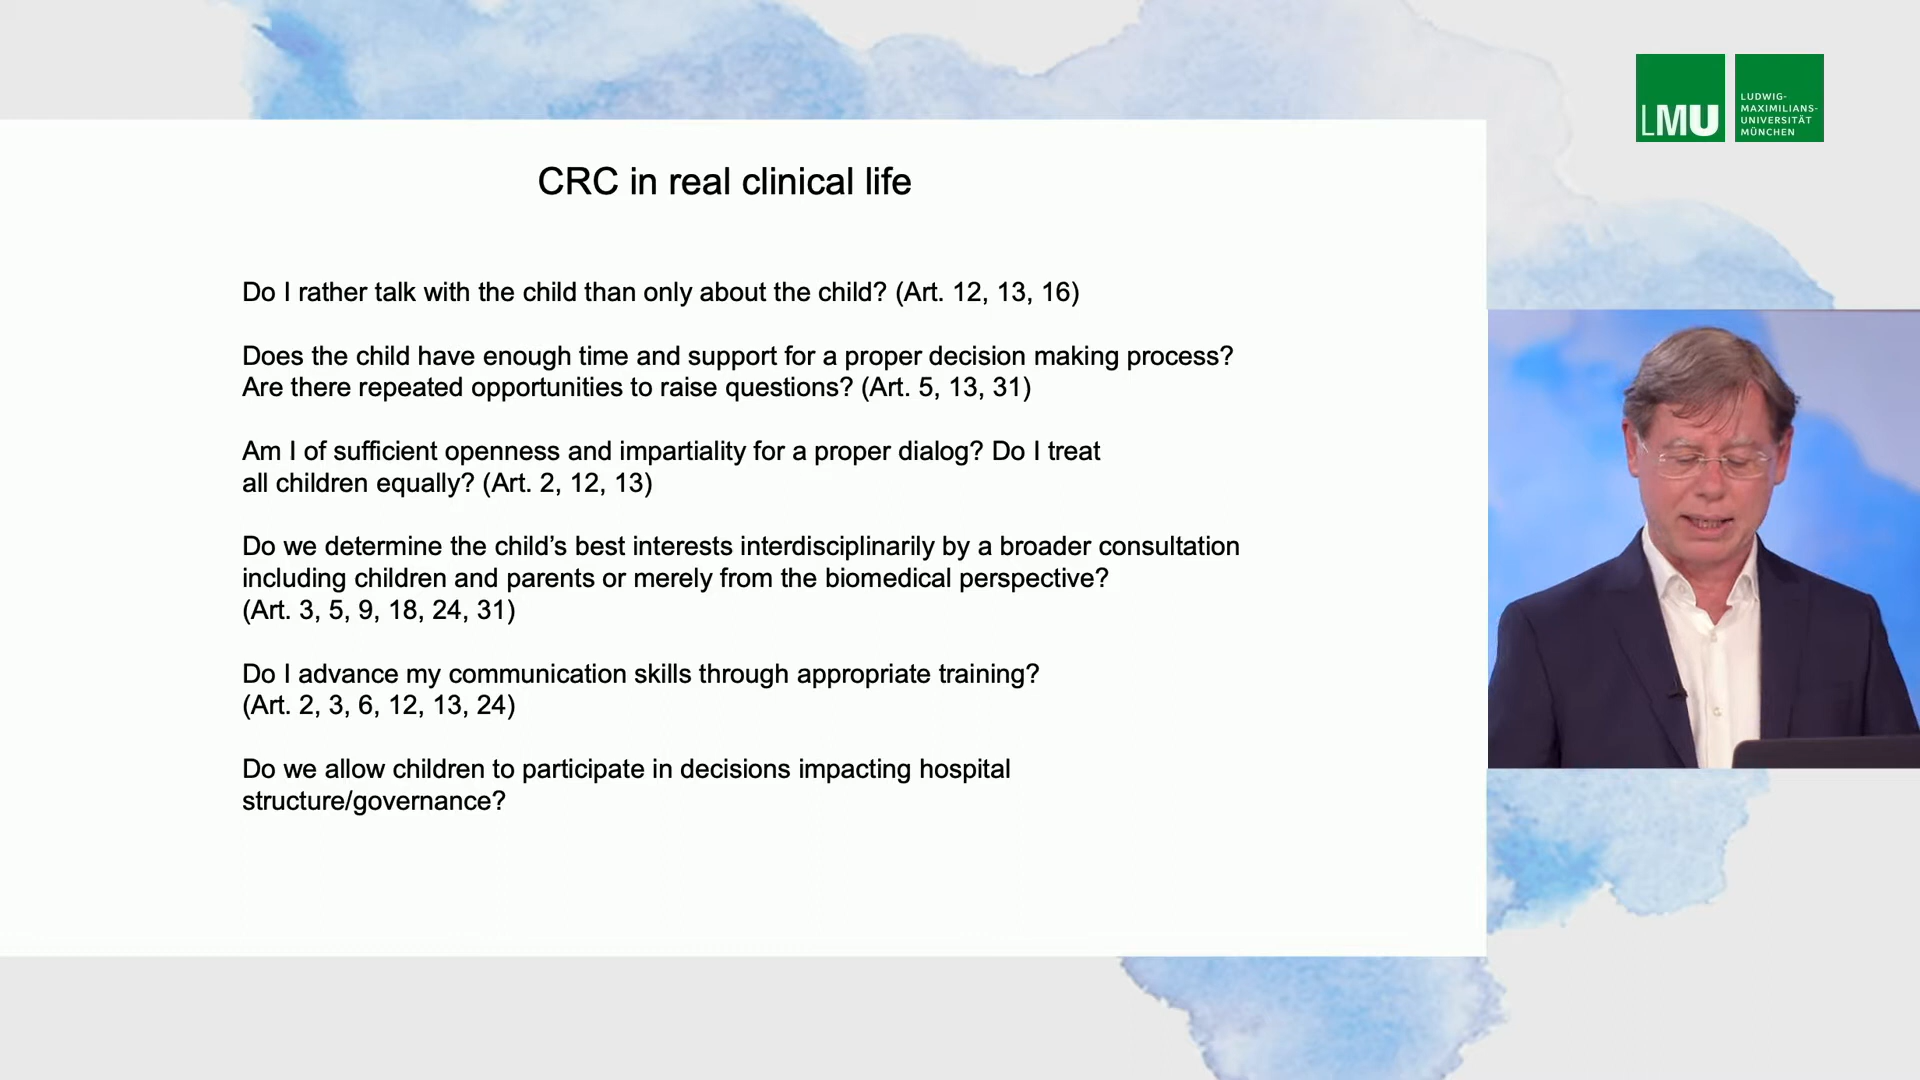 LMU
LUDWIG-
MAXIMILIANS-
UNIVERSITÄT
MÜNCHEN
CRC in real clinical life
Do I rather talk with the child than only about the child? (Art. 12, 13, 16)
Does the child have enough time and support for a proper decision making process?
Are there repeated opportunities to raise questions? (Art. 5, 13, 31)
Am I of sufficient openness and impartiality for a proper dialog? Do I treat
all children equally? (Art. 2, 12, 13)
Do we determine the child’s best interests interdisciplinarily by a broader consultation
including children and parents or merely from the biomedical perspective?
(Art. 3, 5, 9, 18, 24, 31)
Do I advance my communication skills through appropriate training?
(Art. 2, 3, 6, 12, 13, 24)
Do we allow children to participate in decisions impacting hospital
structure/governance?